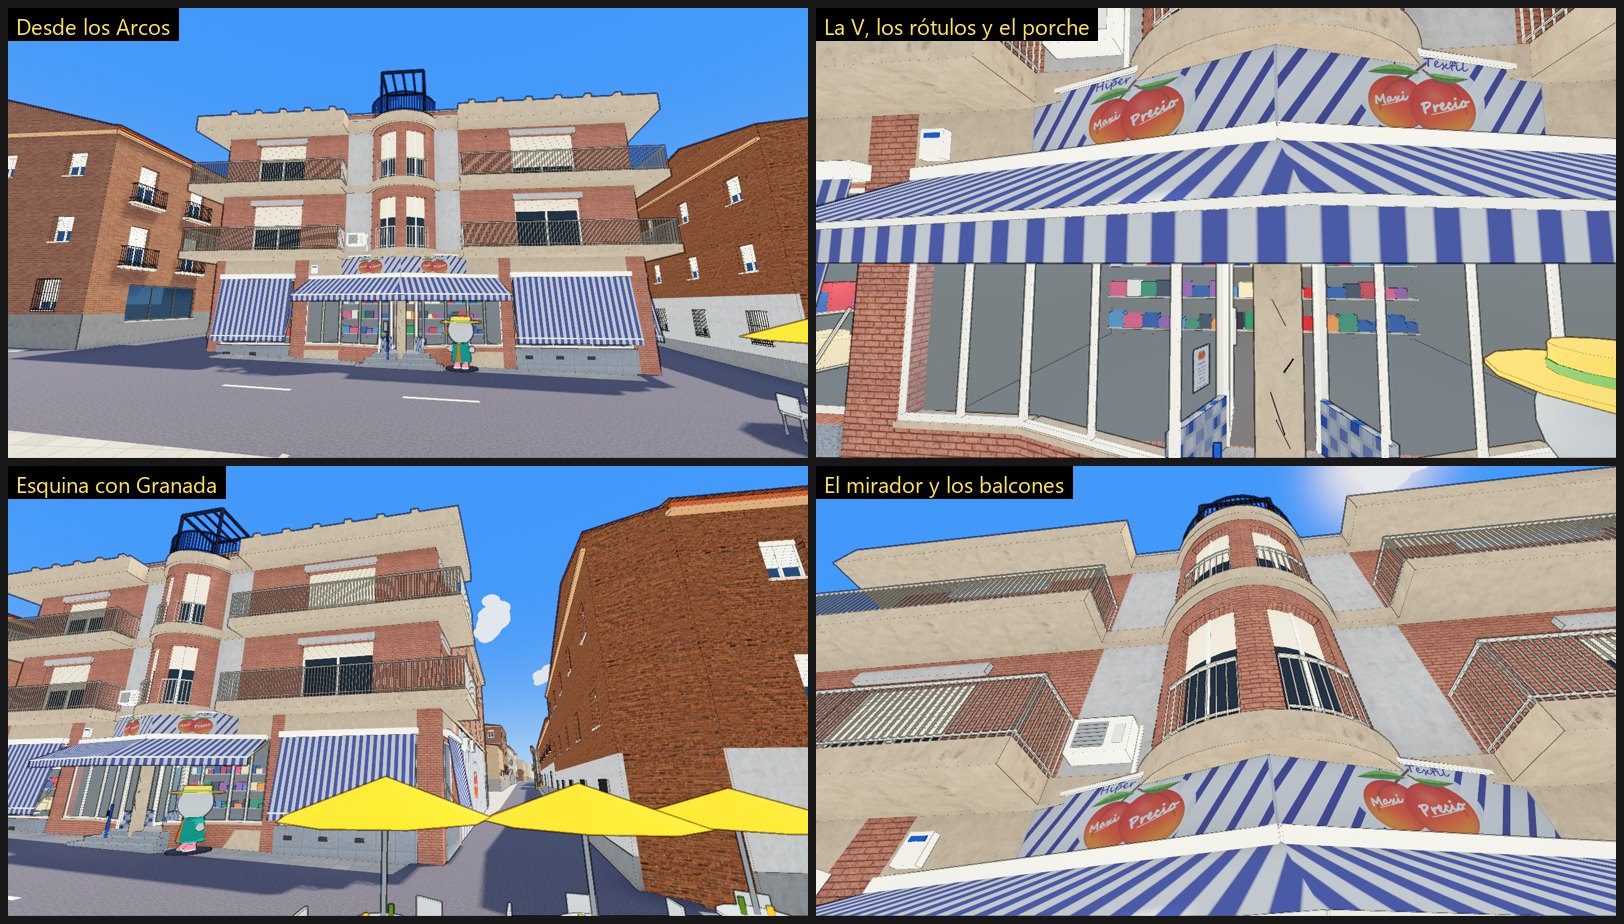 Desde los Arcos
La V, los rótulos y el porche
Hiper
Maxi Precio
Textil
Maxi Precio
Esquina con Granada
El mirador y los balcones
Hiper
Maxi Precio
Textil
Maxi Precio